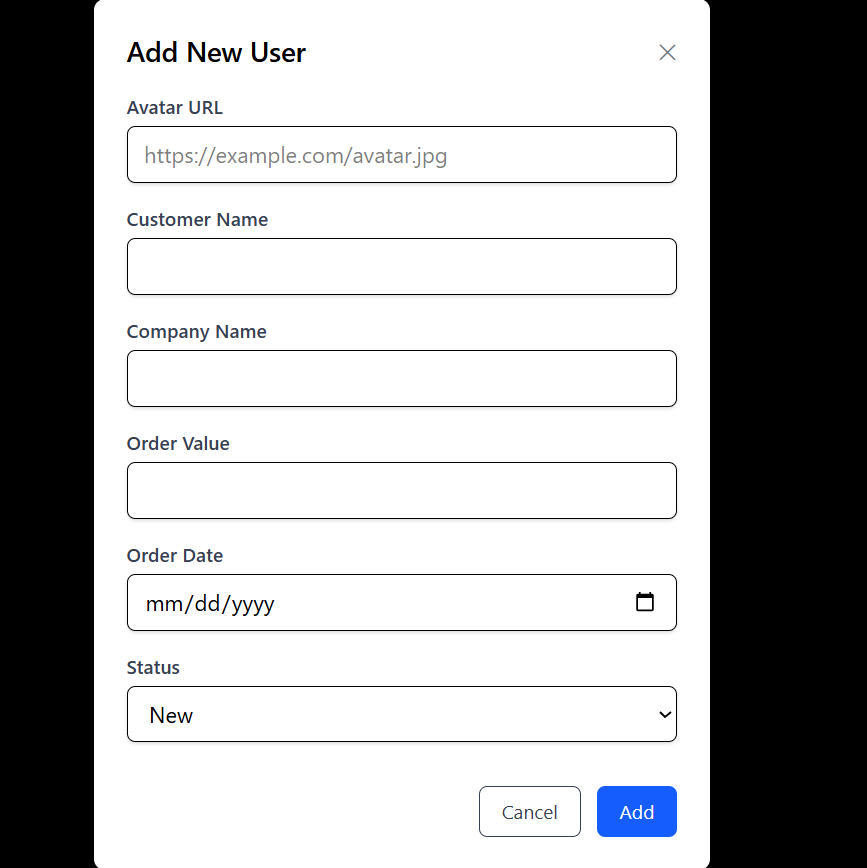 Add New User
Avatar URL
https://example.com/avatar.jpg
Customer Name
Company Name
Order Value
Order Date
mm/dd/yyyy
Status
New
Cancel
Add